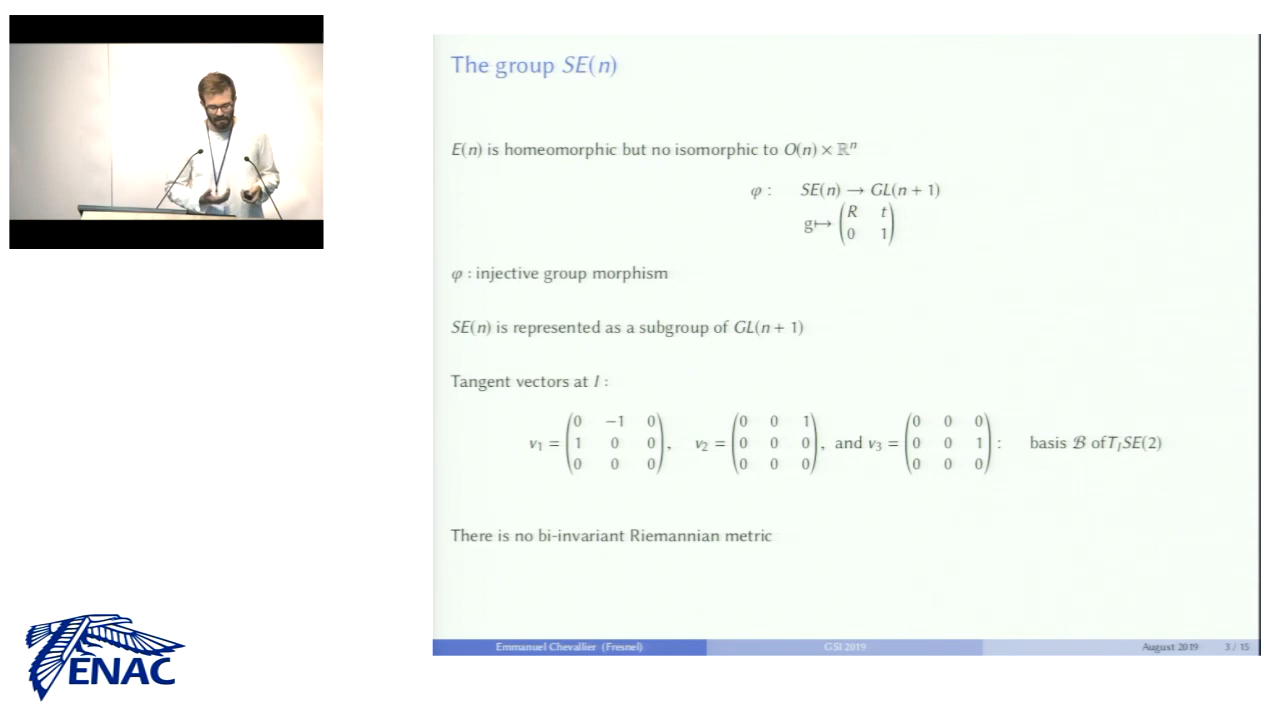 The group SE(n)
E(n) is homeomorphic but no isomorphic to O(n) × ℝⁿ
φ : SE(n) → GL(n + 1)
g ↦ (R t
0 1)
φ : injective group morphism
SE(n) is represented as a subgroup of GL(n + 1)
Tangent vectors at I :
v₁ = (0 −1 0
1 0 0
0 0 0), v₂ = (0 0 1
0 0 0
0 0 0), and v₃ = (0 0 0
0 0 1
0 0 0) : basis ℬ of T_I SE(2)
There is no bi-invariant Riemannian metric
Emmanuel Chevallier (Fresnel) GSI 2019 August 2019 3 / 15
ENAC